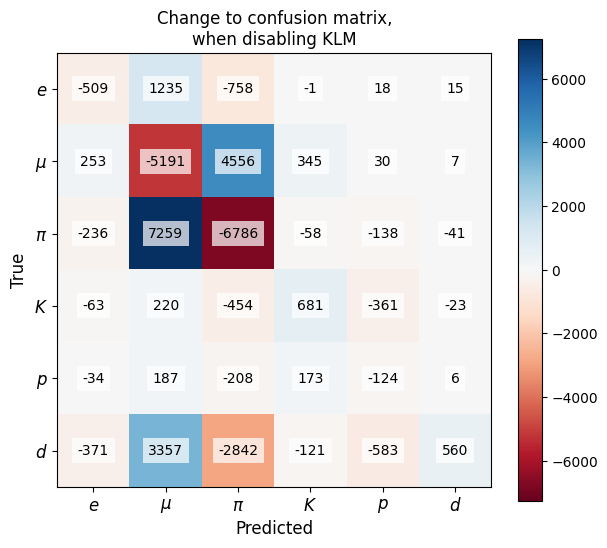 Change to confusion matrix,
when disabling KLM
e -509 1235 -758 -1 18 15
μ 253 -5191 4556 345 30 7
π -236 7259 -6786 -58 -138 -41
K -63 220 -454 681 -361 -23
p -34 187 -208 173 -124 6
d -371 3357 -2842 -121 -583 560
e μ π K p d
Predicted
True
6000
4000
2000
0
−2000
−4000
−6000